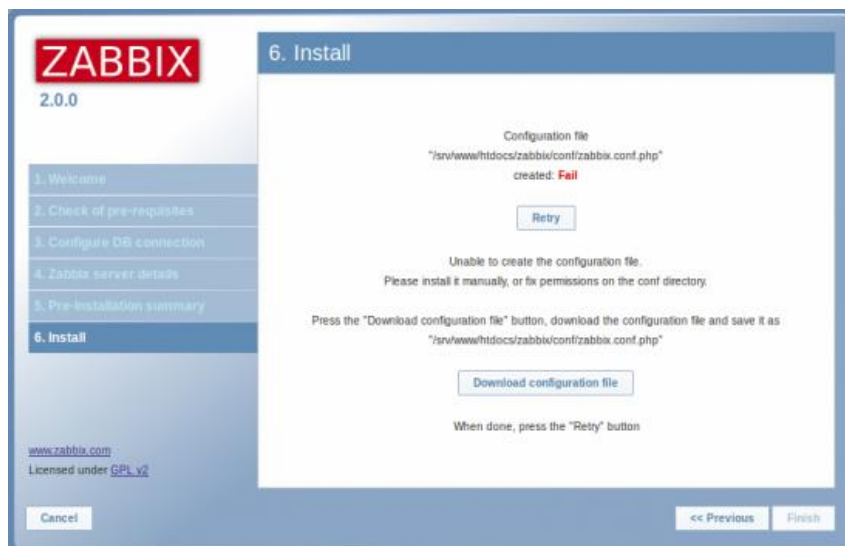 ZABBIX
2.0.0
1. Welcome
2. Check of pre-requisites
3. Configure DB connection
4. Zabbix server details
5. Pre-Installation summary
6. Install
www.zabbix.com
Licensed under GPL v2
6. Install
Configuration file
"/srv/www/htdocs/zabbix/conf/zabbix.conf.php"
created: Fail
Retry
Unable to create the configuration file.
Please install it manually, or fix permissions on the conf directory.
Press the "Download configuration file" button, download the configuration file and save it as
"/srv/www/htdocs/zabbix/conf/zabbix.conf.php"
Download configuration file
When done, press the "Retry" button
Cancel
<< Previous
Finish